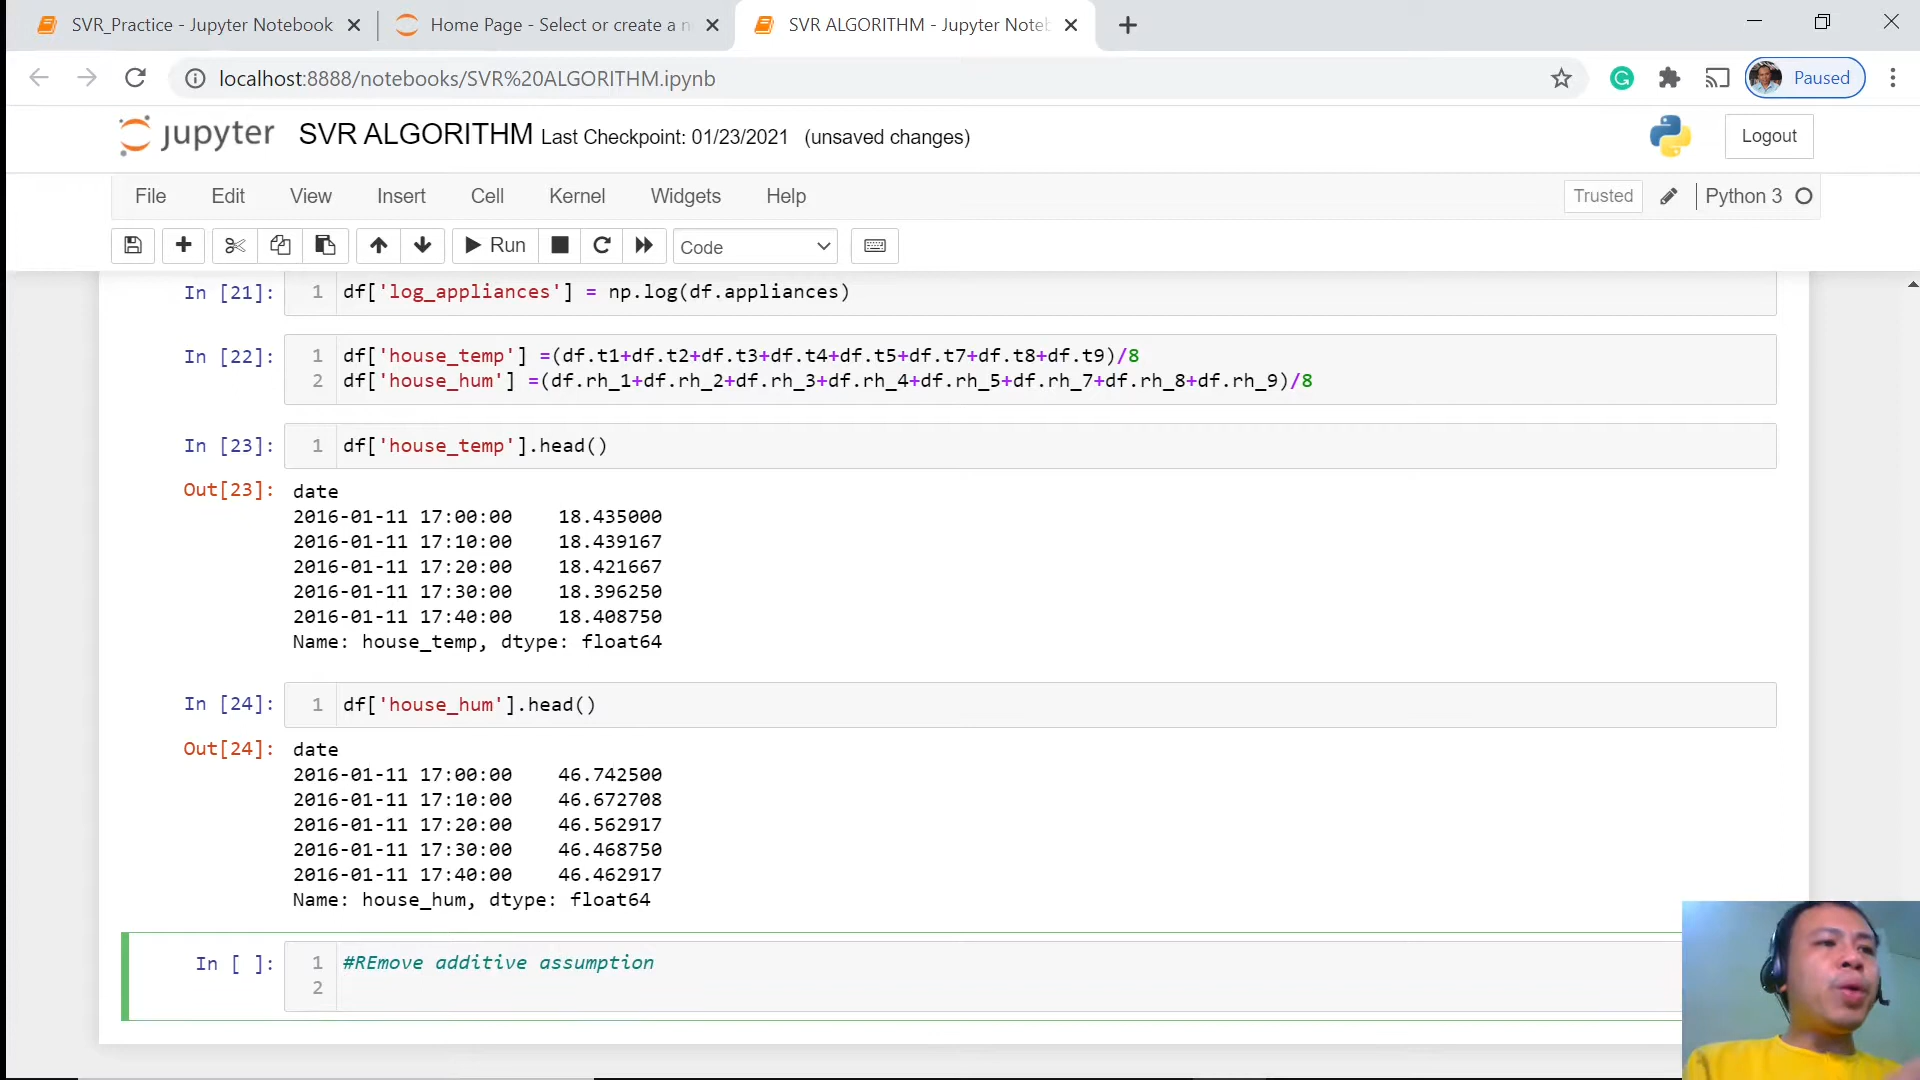 SVR_Practice - Jupyter Notebook
Home Page - Select or create a n
SVR ALGORITHM - Jupyter Noteb
localhost:8888/notebooks/SVR%20ALGORITHM.ipynb
Paused
jupyter SVR ALGORITHM Last Checkpoint: 01/23/2021 (unsaved changes)
Logout
File Edit View Insert Cell Kernel Widgets Help
Trusted
Python 3
Run
Code
In [21]: 1 df['log_appliances'] = np.log(df.appliances)
In [22]: 1 df['house_temp'] =(df.t1+df.t2+df.t3+df.t4+df.t5+df.t7+df.t8+df.t9)/8
2 df['house_hum'] =(df.rh_1+df.rh_2+df.rh_3+df.rh_4+df.rh_5+df.rh_7+df.rh_8+df.rh_9)/8
In [23]: 1 df['house_temp'].head()
Out[23]: date
2016-01-11 17:00:00 18.435000
2016-01-11 17:10:00 18.439167
2016-01-11 17:20:00 18.421667
2016-01-11 17:30:00 18.396250
2016-01-11 17:40:00 18.408750
Name: house_temp, dtype: float64
In [24]: 1 df['house_hum'].head()
Out[24]: date
2016-01-11 17:00:00 46.742500
2016-01-11 17:10:00 46.672708
2016-01-11 17:20:00 46.562917
2016-01-11 17:30:00 46.468750
2016-01-11 17:40:00 46.462917
Name: house_hum, dtype: float64
In [ ]: 1 #REmove additive assumption
2